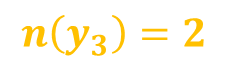 n(y₃) = 2